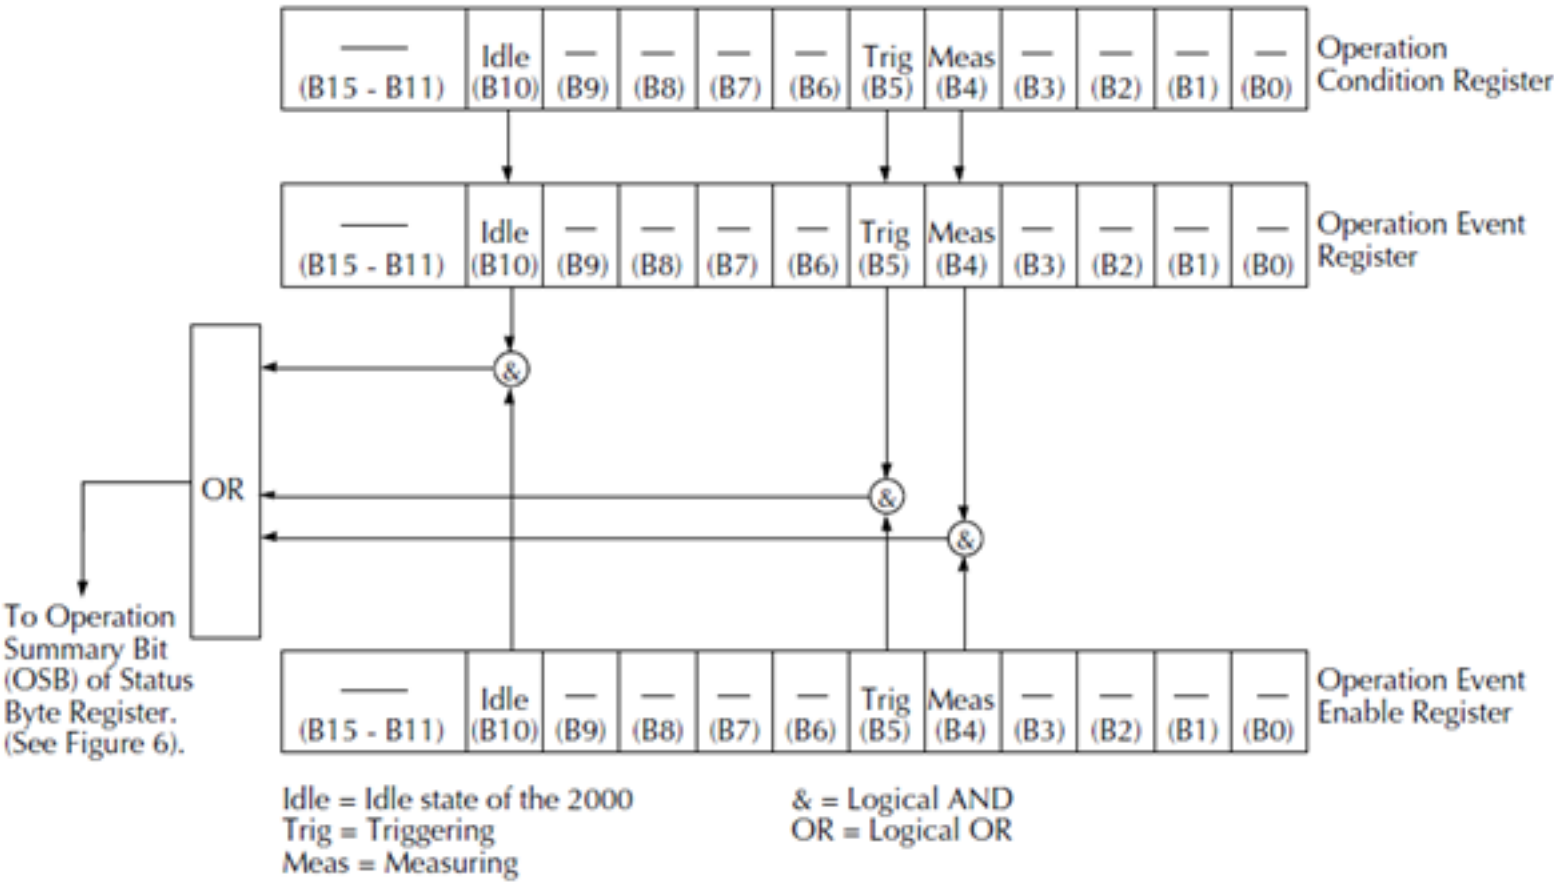 — Idle — — — — Trig Meas — — — — Operation
(B15 - B11) (B10) (B9) (B8) (B7) (B6) (B5) (B4) (B3) (B2) (B1) (B0) Condition Register
— Idle — — — — Trig Meas — — — — Operation Event
(B15 - B11) (B10) (B9) (B8) (B7) (B6) (B5) (B4) (B3) (B2) (B1) (B0) Register
&
OR &
&
To Operation
Summary Bit
(OSB) of Status
Byte Register.
(See Figure 6).
— Idle — — — — Trig Meas — — — — Operation Event
(B15 - B11) (B10) (B9) (B8) (B7) (B6) (B5) (B4) (B3) (B2) (B1) (B0) Enable Register
Idle = Idle state of the 2000 & = Logical AND
Trig = Triggering OR = Logical OR
Meas = Measuring